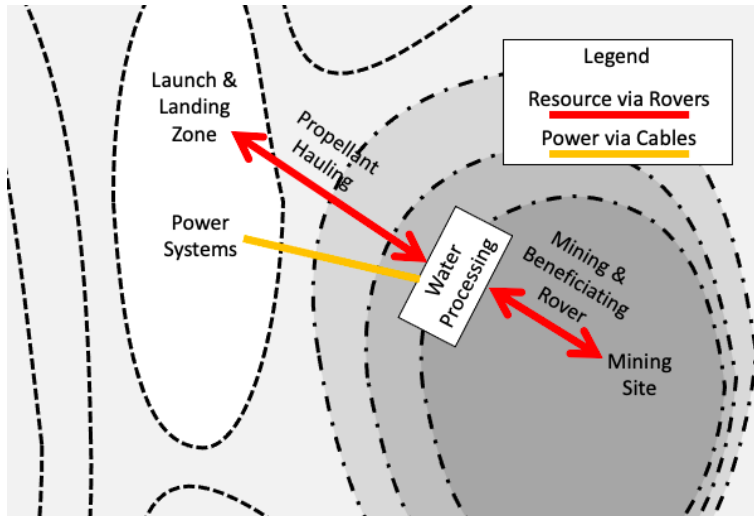 Launch &
Landing
Zone
Propellant
Hauling
Power
Systems
Water
Processing
Mining &
Beneficiating
Rover
Mining
Site
Legend
Resource via Rovers
Power via Cables